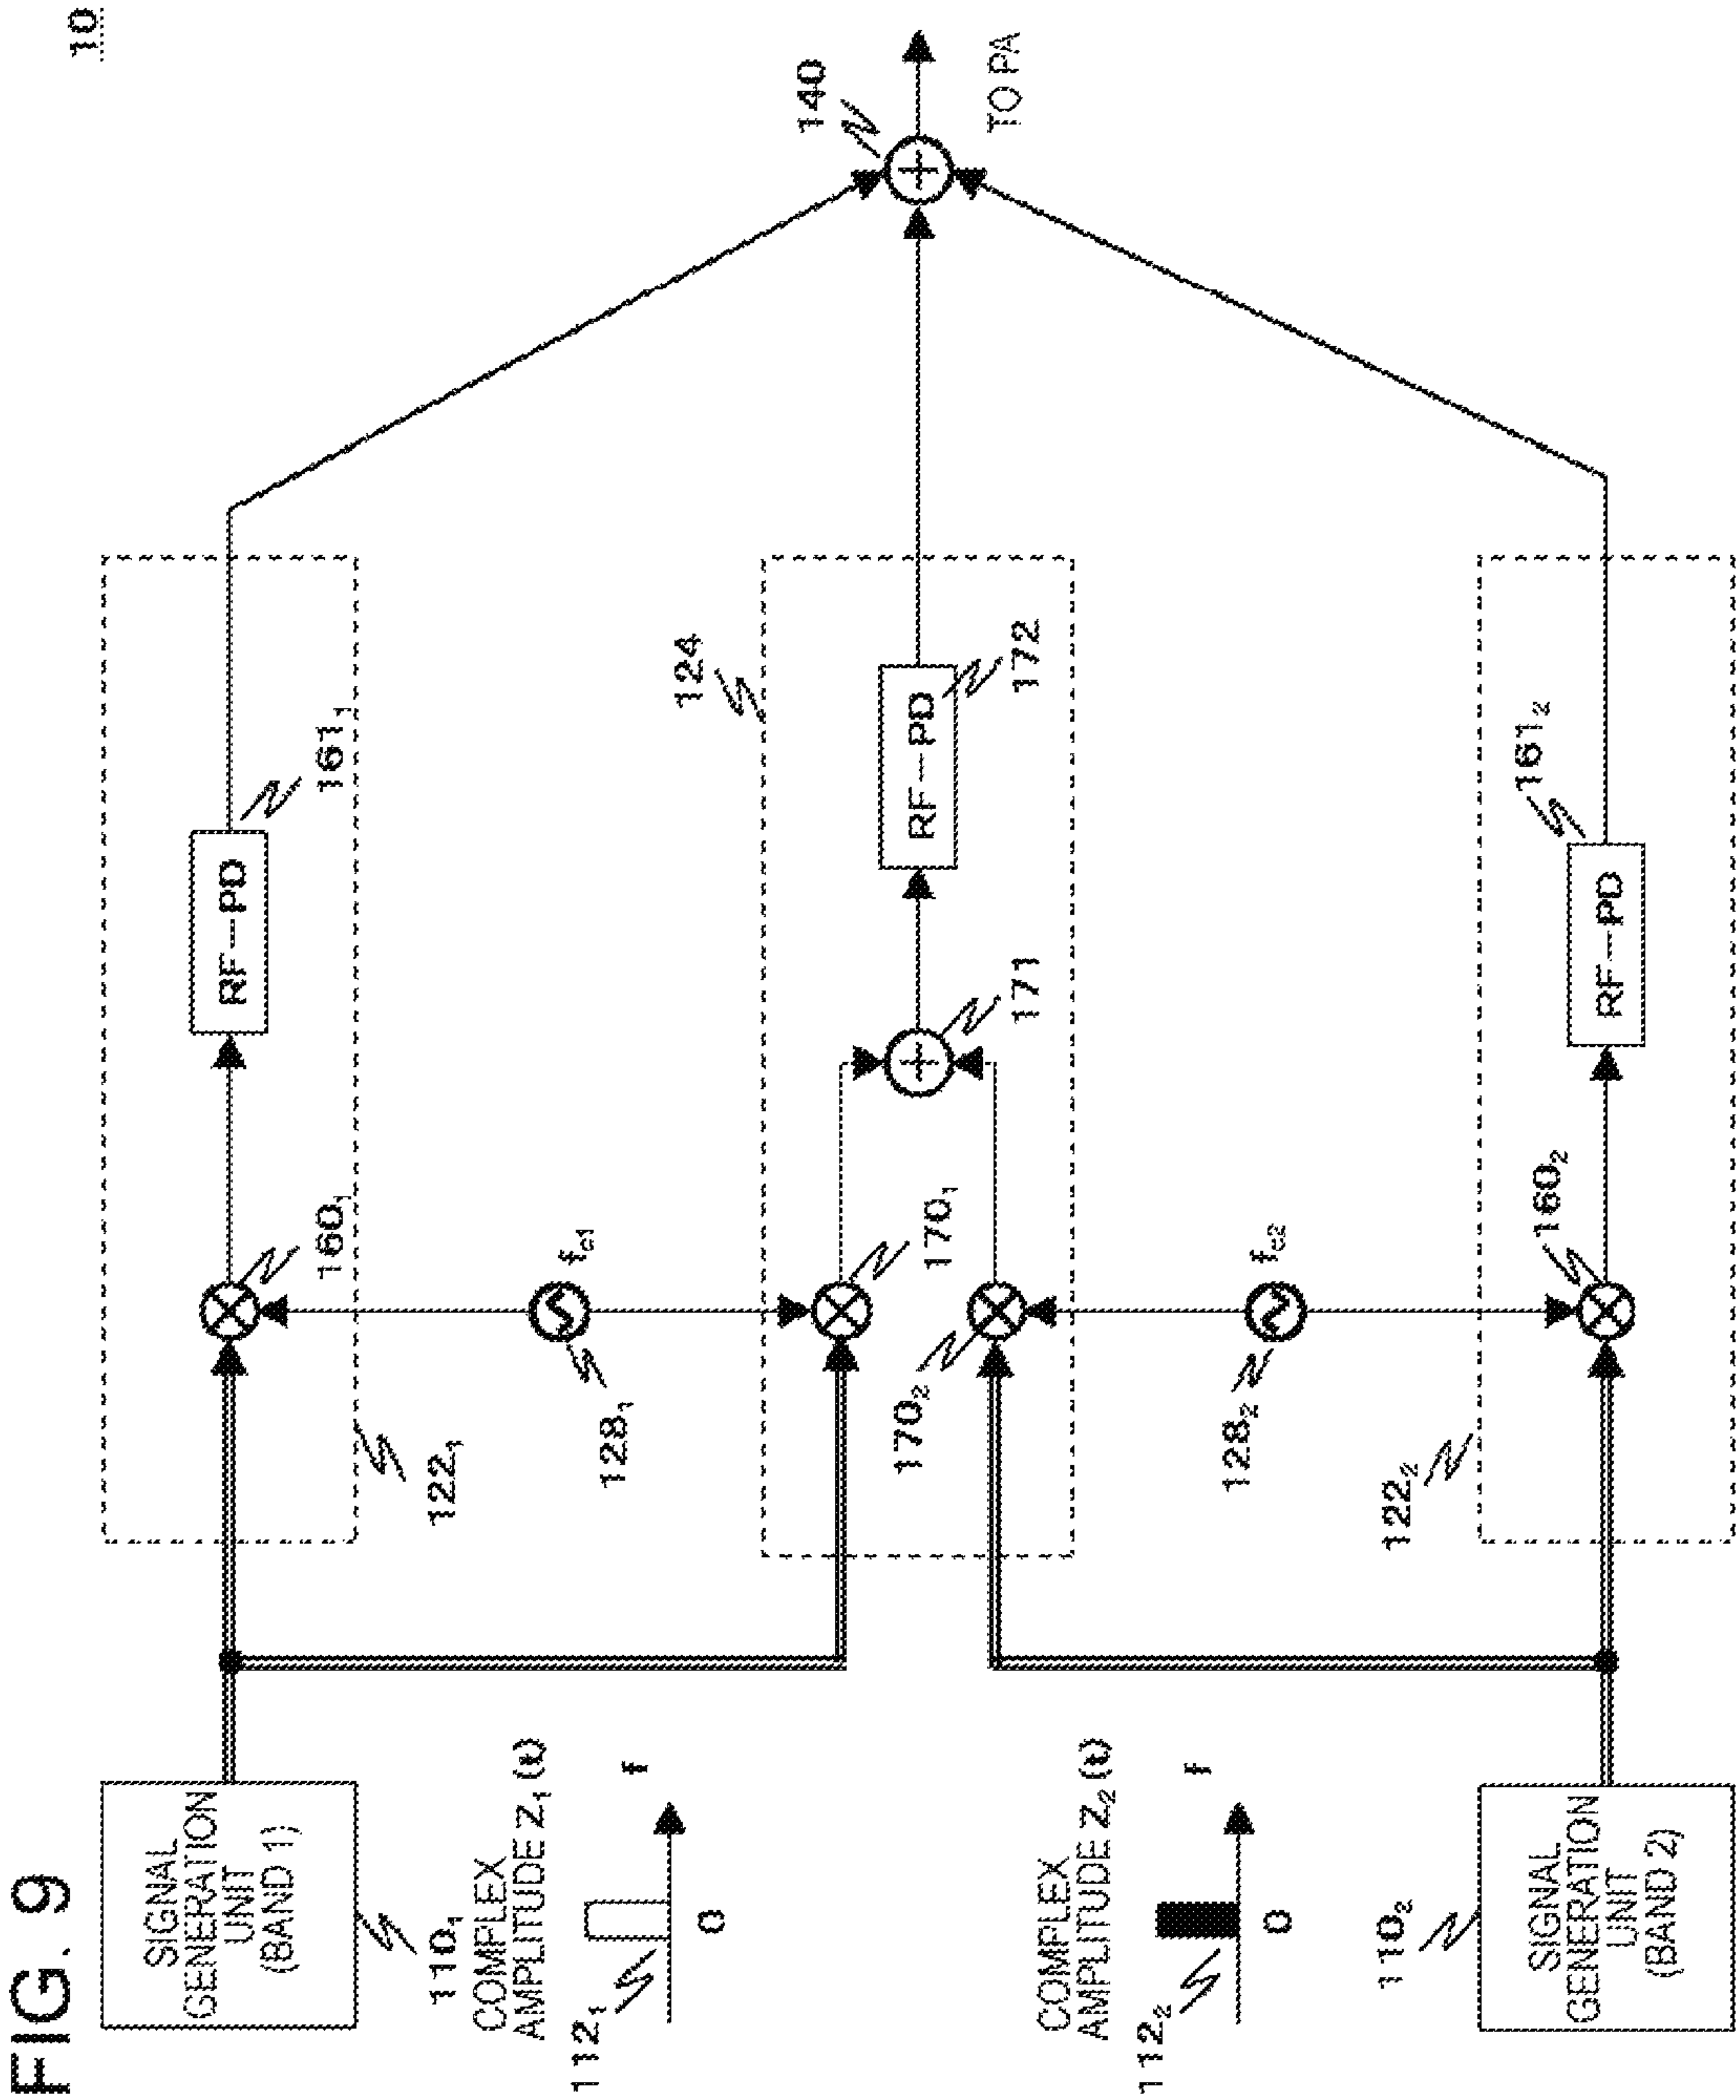 FIG. 9
10
SIGNAL
GENERATION
UNIT
(BAND 1)
110₁
COMPLEX
AMPLITUDE Z₁ (t)
112₁
0
f
122₁
160₁
RF-PD
161₁
128₁
fc1
124
170₁
170₂
171
RF-PD
172
140
TO PA
COMPLEX
AMPLITUDE Z₂ (t)
112₂
0
f
128₂
fc2
110₂
SIGNAL
GENERATION
UNIT
(BAND 2)
122₂
160₂
RF-PD
161₂